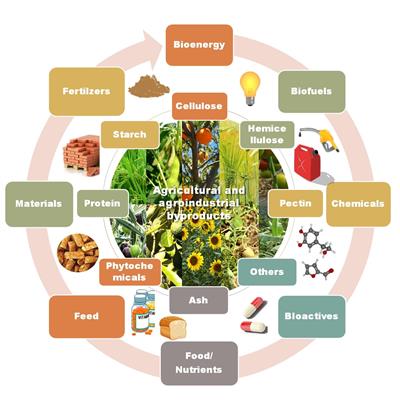 Bioenergy
Fertilzers
Biofuels
Cellulose
Starch
Hemice
llulose
Agricultural and
agroindustrial
byproducts
Materials
Protein
Pectin
Chemicals
Phytoche
micals
Others
Ash
Feed
Bioactives
Food/
Nutrients